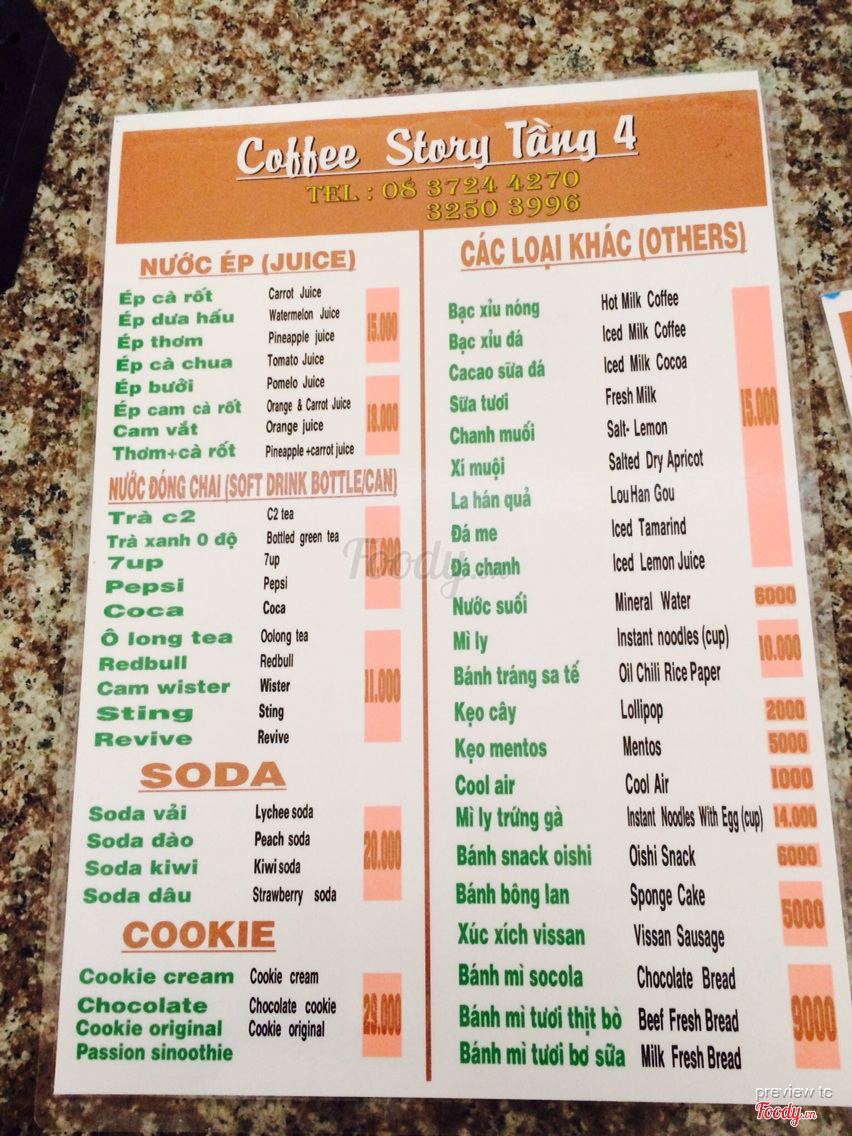 Coffee Story Tầng 4
TEL : 08 3724 4270
3250 3996
NƯỚC ÉP (JUICE)
Ép cà rốt Carrot Juice
Ép dưa hấu Watermelon Juice
Ép thơm Pineapple juice
15.000
Ép cà chua Tomato Juice
Ép bưởi Pomelo Juice
Ép cam cà rốt Orange & Carrot Juice
Cam vắt Orange juice
18.000
Thơm+cà rốt Pineapple+carrot juice
NƯỚC ĐÓNG CHAI (SOFT DRINK BOTTLE/CAN)
Trà c2 C2 tea
Trà xanh 0 độ Bottled green tea
7up 7up
Pepsi Pepsi
Coca Coca
Ô long tea Oolong tea
Redbull Redbull
Cam wister Wister
11.000
Sting Sting
Revive Revive
SODA
Soda vải Lychee soda
Soda đào Peach soda
20.000
Soda kiwi Kiwi soda
Soda dâu Strawberry soda
COOKIE
Cookie cream Cookie cream
Chocolate Chocolate cookie
29.000
Cookie original Cookie original
Passion sinoothie
CÁC LOẠI KHÁC (OTHERS)
Bạc xỉu nóng Hot Milk Coffee
Bạc xỉu đá Iced Milk Coffee
Cacao sữa đá Iced Milk Cocoa
Sữa tươi Fresh Milk
15.000
Chanh muối Salt- Lemon
Xí muội Salted Dry Apricot
La hán quả Lou Han Gou
Đá me Iced Tamarind
Đá chanh Iced Lemon Juice
Nước suối Mineral Water 6000
Mì ly Instant noodles (cup)
10.000
Bánh tráng sa tế Oil Chili Rice Paper
Kẹo cây Lollipop 2000
Kẹo mentos Mentos 5000
Cool air Cool Air 1000
Mì ly trứng gà Instant Noodles With Egg (cup) 14.000
Bánh snack oishi Oishi Snack 6000
Bánh bông lan Sponge Cake
5000
Xúc xích vissan Vissan Sausage
Bánh mì socola Chocolate Bread
Bánh mì tươi thịt bò Beef Fresh Bread
9000
Bánh mì tươi bơ sữa Milk Fresh Bread
Foody.vn
preview tc
Foody.vn